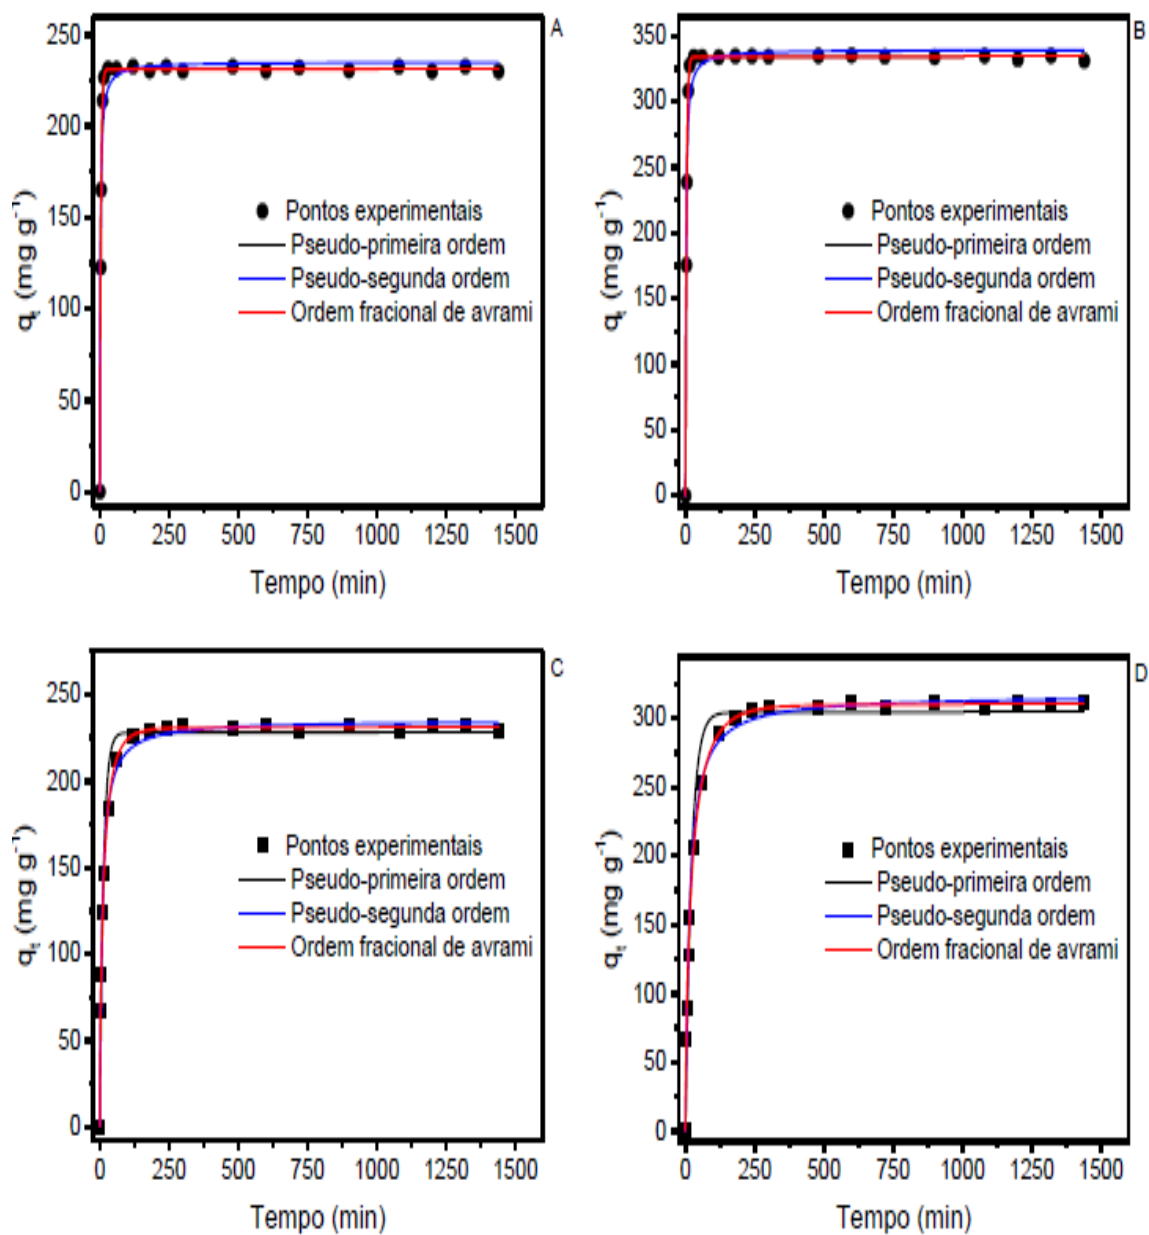 A
250
200
150
100
50
0
qt (mg g-1)
Pontos experimentais
Pseudo-primeira ordem
Pseudo-segunda ordem
Ordem fracional de avrami
0 250 500 750 1000 1250 1500
Tempo (min)
B
350
300
250
200
150
100
50
0
qt (mg g-1)
Pontos experimentais
Pseudo-primeira ordem
Pseudo-segunda ordem
Ordem fracional de avrami
0 250 500 750 1000 1250 1500
Tempo (min)
C
250
200
150
100
50
0
qt (mg g-1)
Pontos experimentais
Pseudo-primeira ordem
Pseudo-segunda ordem
Ordem fracional de avrami
0 250 500 750 1000 1250 1500
Tempo (min)
D
300
250
200
150
100
50
0
qt (mg g-1)
Pontos experimentais
Pseudo-primeira ordem
Pseudo-segunda ordem
Ordem fracional de avrami
0 250 500 750 1000 1250 1500
Tempo (min)